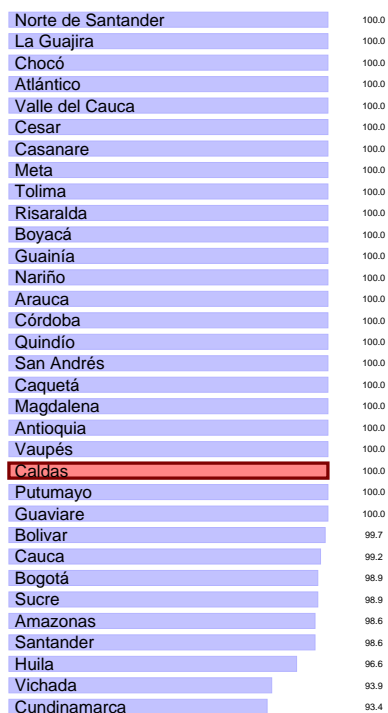 Norte de Santander 100.0
La Guajira 100.0
Chocó 100.0
Atlántico 100.0
Valle del Cauca 100.0
Cesar 100.0
Casanare 100.0
Meta 100.0
Tolima 100.0
Risaralda 100.0
Boyacá 100.0
Guainía 100.0
Nariño 100.0
Arauca 100.0
Córdoba 100.0
Quindío 100.0
San Andrés 100.0
Caquetá 100.0
Magdalena 100.0
Antioquia 100.0
Vaupés 100.0
Caldas 100.0
Putumayo 100.0
Guaviare 100.0
Bolivar 99.7
Cauca 99.2
Bogotá 98.9
Sucre 98.9
Amazonas 98.6
Santander 98.6
Huila 96.6
Vichada 93.9
Cundinamarca 93.4